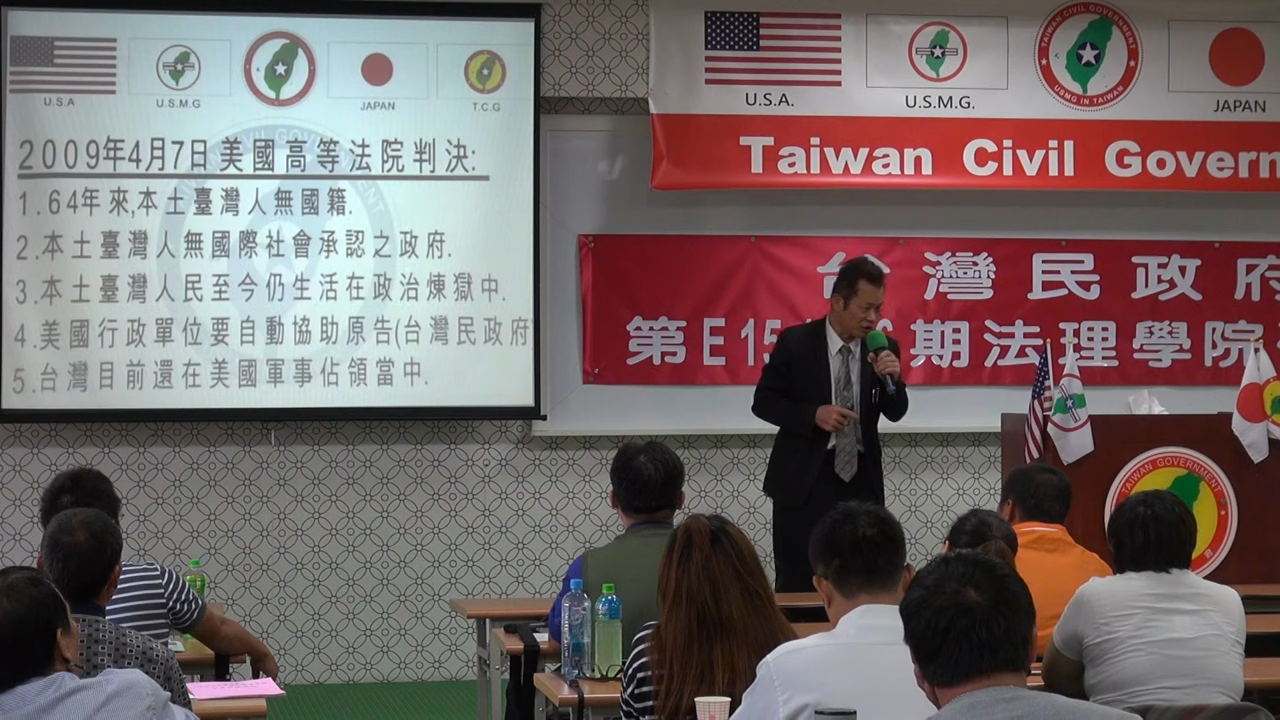 U.S.A
U.S.M.G
JAPAN
T.C.G
2009年4月7日美國高等法院判決:
1.64年來,本土臺灣人無國籍.
2.本土臺灣人無國際社會承認之政府.
3.本土臺灣人民至今仍生活在政治煉獄中.
4.美國行政單位要自動協助原告(台灣民政府
5.台灣目前還在美國軍事佔領當中.
U.S.A.
U.S.M.G.
TAIWAN CIVIL GOVERNMENT
USMG IN TAIWAN
JAPAN
Taiwan Civil Governm
台灣民政府
第E15 期法理學院
TAIWAN GOVERNMENT